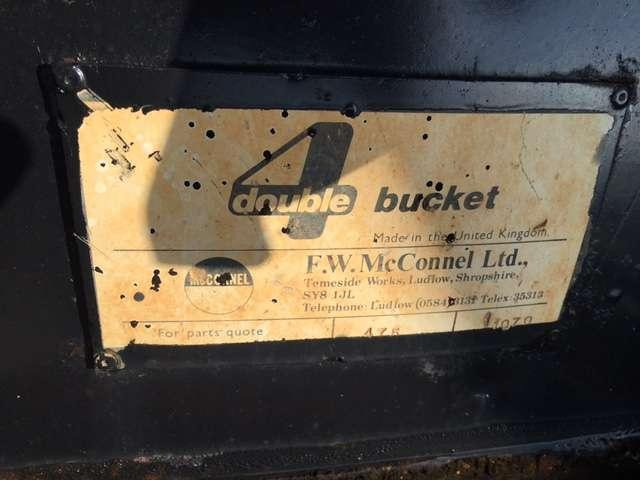 4
double bucket
Made in the United Kingdom.
F.W. McConnel Ltd.,
McCONNEL
Temeside Works, Ludlow, Shropshire,
SY8 1JL
Telephone: Ludlow (0584) 3131 Telex 35313
For parts quote